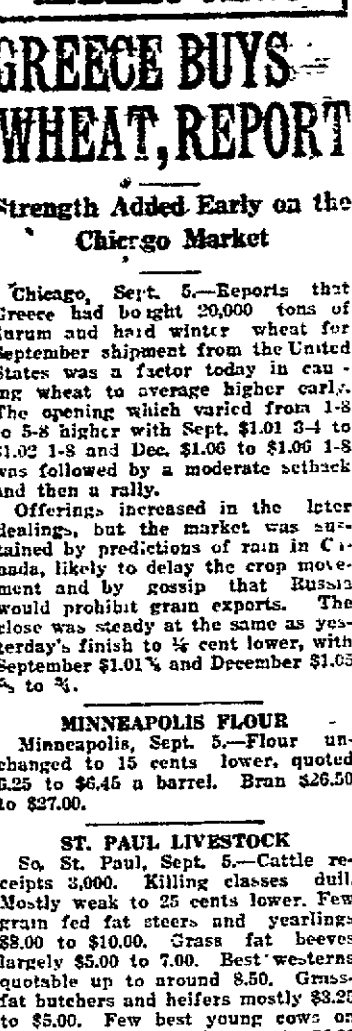 GREECE BUYS
WHEAT, REPORT
Strength Added Early on the
Chicrgo Market
Chicago, Sept. 5.—Reports that
Greece had bought 20,000 tons of
durum and hard winter wheat for
September shipment from the United
States was a factor today in cau -
ng wheat to average higher early.
The opening which varied from 1-8
to 5-8 higher with Sept. $1.01 3-4 to
$1.02 1-8 and Dec. $1.06 to $1.06 1-8
was followed by a moderate setback
and then a rally.
Offerings increased in the later
dealings, but the market was sus-
tained by predictions of rain in Ca-
nada, likely to delay the crop move-
ment and by gossip that Russia
would prohibit grain exports. The
close was steady at the same as yes-
terday's finish to ⅛ cent lower, with
September $1.01¾ and December $1.05
⅝ to ¾.
MINNEAPOLIS FLOUR
Minneapolis, Sept. 5.—Flour un-
changed to 15 cents lower, quoted
6.25 to $6.45 a barrel. Bran $26.50
to $27.00.
ST. PAUL LIVESTOCK
So. St. Paul, Sept. 5.—Cattle re-
ceipts 3,000. Killing classes dull.
Mostly weak to 25 cents lower. Few
grain fed fat steers and yearlings
$8.00 to $10.00. Grass fat beeves
largely $5.00 to 7.00. Best westerns
quotable up to around 8.50. Grass-
fat butchers and heifers mostly $3.25
to $5.00. Few best young cows on